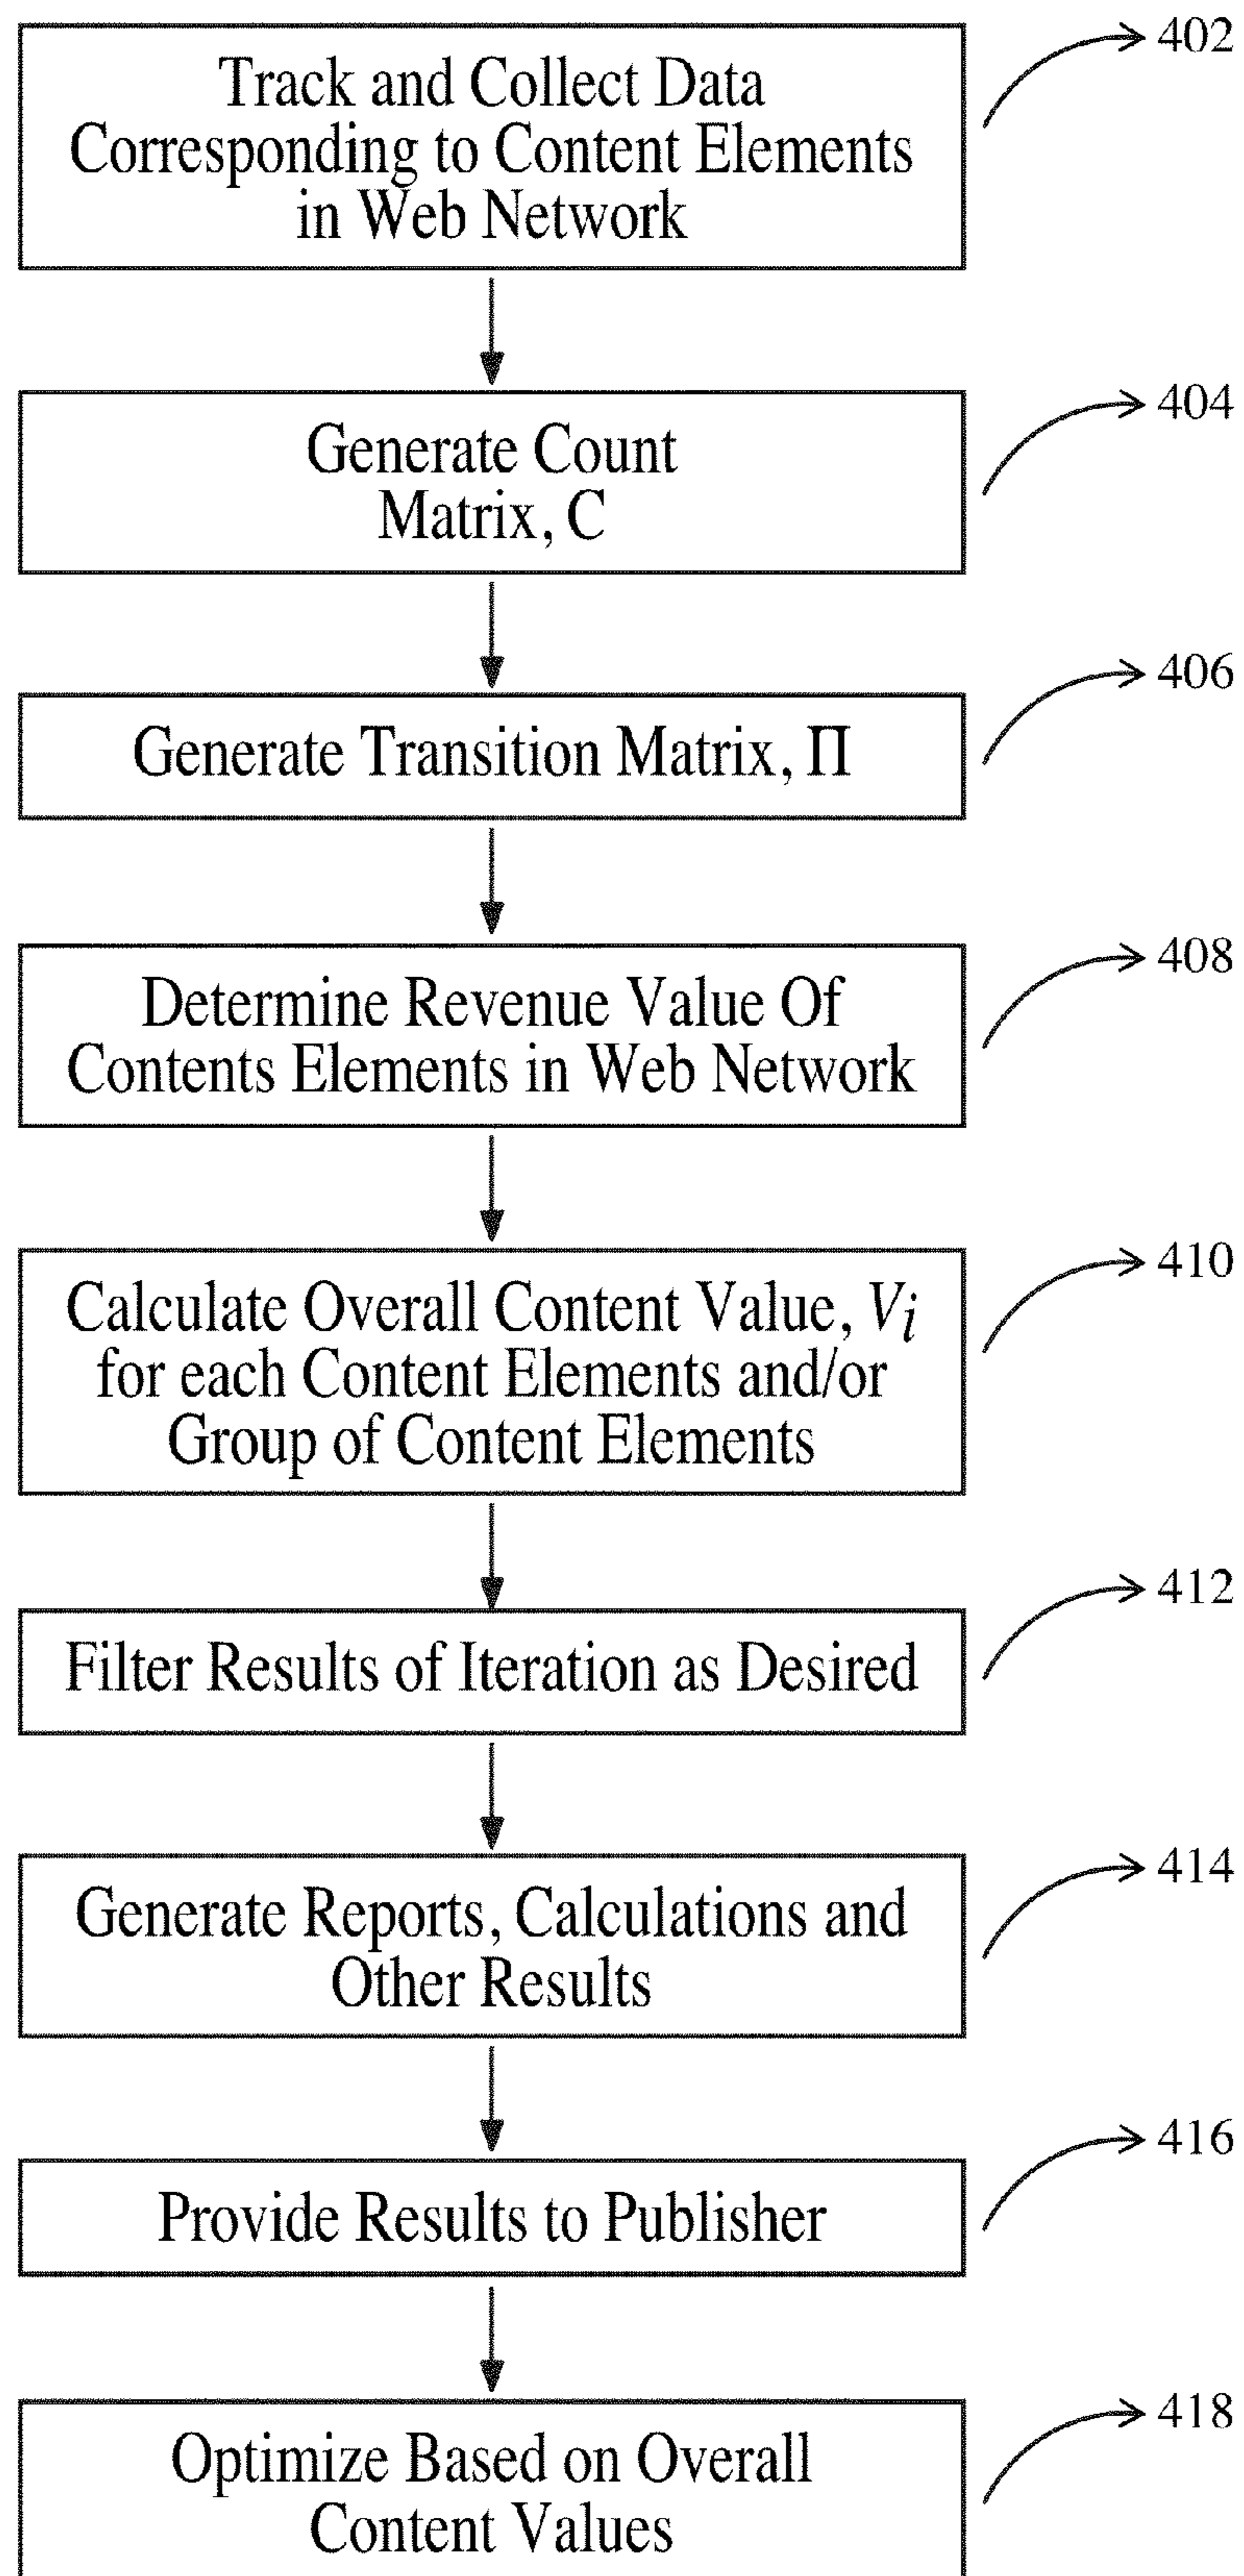 402
Track and Collect Data
Corresponding to Content Elements
in Web Network
404
Generate Count
Matrix, C
406
Generate Transition Matrix, Π
408
Determine Revenue Value Of
Contents Elements in Web Network
410
Calculate Overall Content Value, Vi
for each Content Elements and/or
Group of Content Elements
412
Filter Results of Iteration as Desired
414
Generate Reports, Calculations and
Other Results
416
Provide Results to Publisher
418
Optimize Based on Overall
Content Values